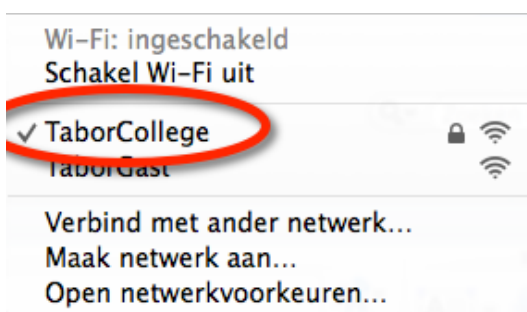 Wi-Fi: ingeschakeld
Schakel Wi-Fi uit
TaborCollege
TaborGast
Verbind met ander netwerk...
Maak netwerk aan...
Open netwerkvoorkeuren...